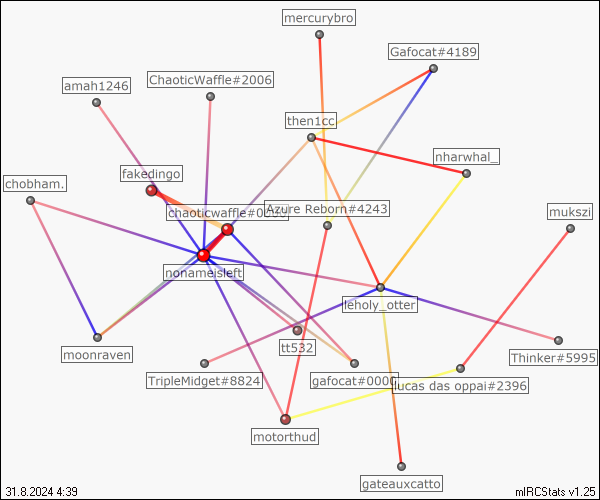 mercurybro
Gafocat#4189
ChaoticWaffle#2006
amah1246
then1cc
nharwhal_
fakedingo
chobham.
chaoticwaffle#0
Azure Reborn#4243
mukszi
nonameisleft
leholy_otter
tt532
moonraven
Thinker#5995
TripleMidget#8824
gafocat#0000
lucas das oppai#2396
motorthud
gateauxcatto
31.8.2024 4:39
mIRCStats v1.25